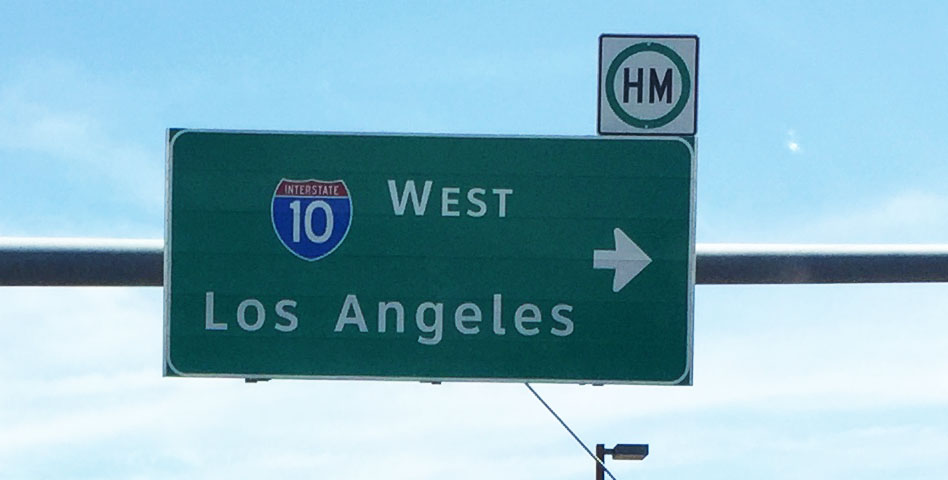 HM
INTERSTATE
10
WEST
Los Angeles